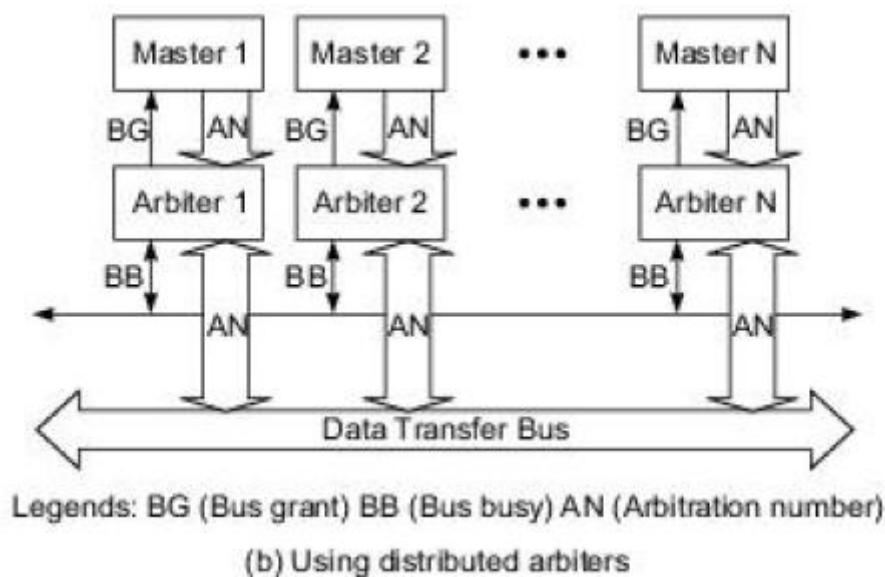 Master 1 Master 2 ••• Master N
BG AN BG AN BG AN
Arbiter 1 Arbiter 2 ••• Arbiter N
BB BB BB
AN AN AN
Data Transfer Bus
Legends: BG (Bus grant) BB (Bus busy) AN (Arbitration number)
(b) Using distributed arbiters